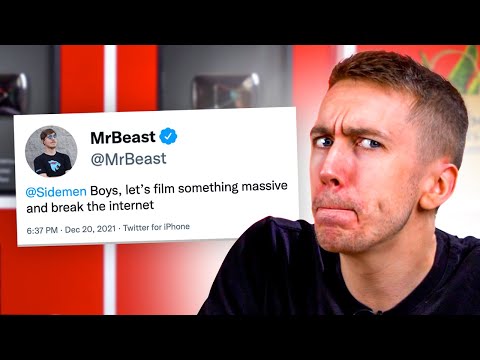 MrBeast
@MrBeast
@Sidemen Boys, let's film something massive
and break the internet
6:37 PM · Dec 20, 2021 · Twitter for iPhone